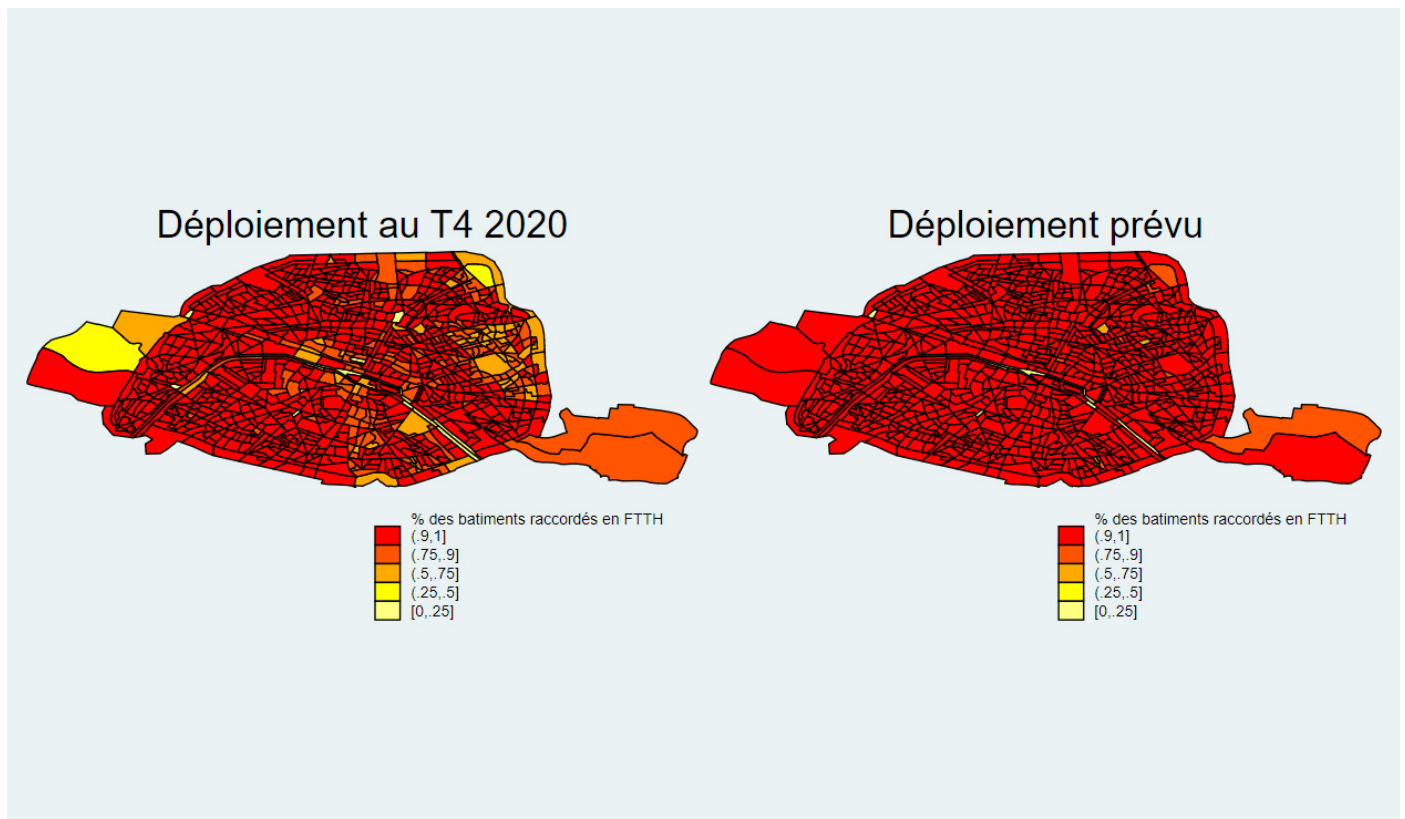 Déploiement au T4 2020
% des batiments raccordés en FTTH
(.9,1]
(.75,.9]
(.5,.75]
(.25,.5]
[0,.25]
Déploiement prévu
% des batiments raccordés en FTTH
(.9,1]
(.75,.9]
(.5,.75]
(.25,.5]
[0,.25]